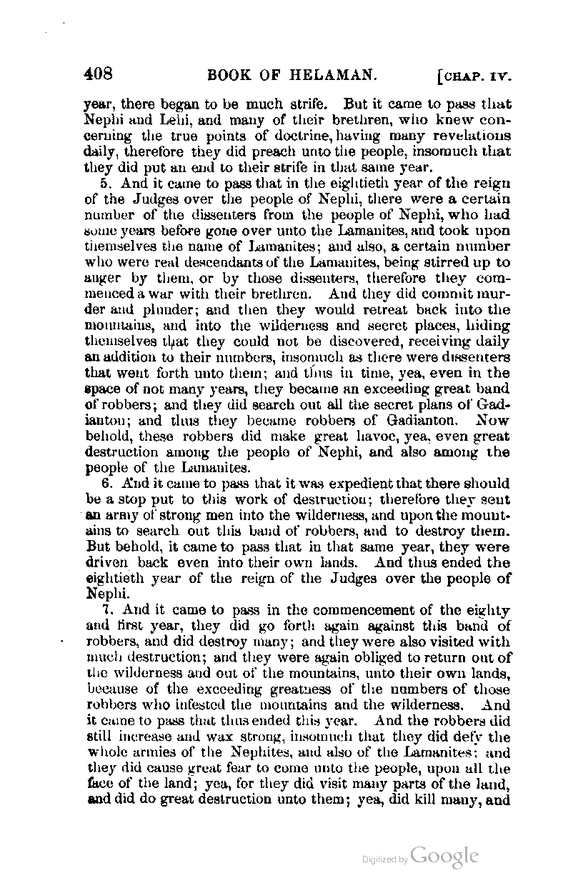 408 BOOK OF HELAMAN. [CHAP. IV.
year, there began to be much strife. But it came to pass that
Nephi and Lehi, and many of their brethren, who knew con-
cerning the true points of doctrine, having many revelations
daily, therefore they did preach unto the people, insomuch that
they did put an end to their strife in that same year.
5. And it came to pass that in the eightieth year of the reign
of the Judges over the people of Nephi, there were a certain
number of the dissenters from the people of Nephi, who had
some years before gone over unto the Lamanites, and took upon
themselves the name of Lamanites; and also, a certain number
who were real descendants of the Lamanites, being stirred up to
anger by them, or by those dissenters, therefore they com-
menced a war with their brethren. And they did commit mur-
der and plunder; and then they would retreat back into the
mountains, and into the wilderness and secret places, hiding
themselves that they could not be discovered, receiving daily
an addition to their numbers, insomuch as there were dissenters
that went forth unto them; and thus in time, yea, even in the
space of not many years, they became an exceeding great band
of robbers; and they did search out all the secret plans of Gad-
ianton; and thus they became robbers of Gadianton. Now
behold, these robbers did make great havoc, yea, even great
destruction among the people of Nephi, and also among the
people of the Lamanites.
6. And it came to pass that it was expedient that there should
be a stop put to this work of destruction; therefore they sent
an army of strong men into the wilderness, and upon the mount-
ains to search out this band of robbers, and to destroy them.
But behold, it came to pass that in that same year, they were
driven back even into their own lands. And thus ended the
eightieth year of the reign of the Judges over the people of
Nephi.
7. And it came to pass in the commencement of the eighty
and first year, they did go forth again against this band of
robbers, and did destroy many; and they were also visited with
much destruction; and they were again obliged to return out of
the wilderness and out of the mountains, unto their own lands,
because of the exceeding greatness of the numbers of those
robbers who infested the mountains and the wilderness. And
it came to pass that thus ended this year. And the robbers did
still increase and wax strong, insomuch that they did defy the
whole armies of the Nephites, and also of the Lamanites; and
they did cause great fear to come unto the people, upon all the
face of the land; yea, for they did visit many parts of the land,
and did do great destruction unto them; yea, did kill many, and
Digitized by Google